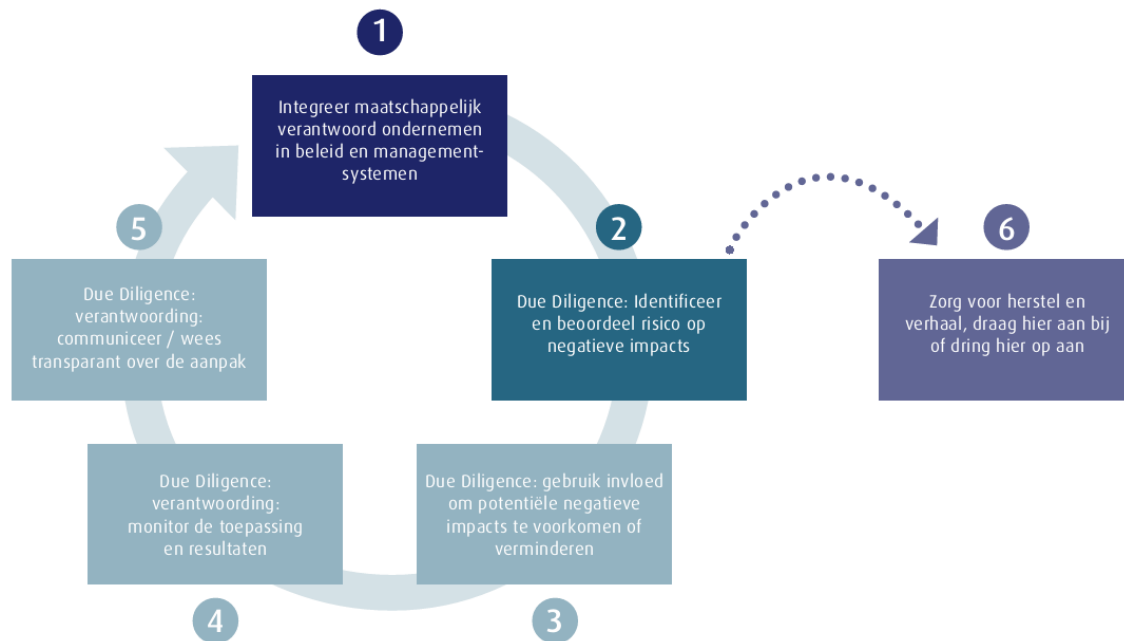 1
Integreer maatschappelijk
verantwoord ondernemen
in beleid en management-
systemen
2
Due Diligence: Identificeer
en beoordeel risico op
negatieve impacts
3
Due Diligence: gebruik invloed
om potentiële negatieve
impacts te voorkomen of
verminderen
4
Due Diligence:
verantwoording:
monitor de toepassing
en resultaten
5
Due Diligence:
verantwoording:
communiceer / wees
transparant over de aanpak
6
Zorg voor herstel en
verhaal, draag hier aan bij
of dring hier op aan